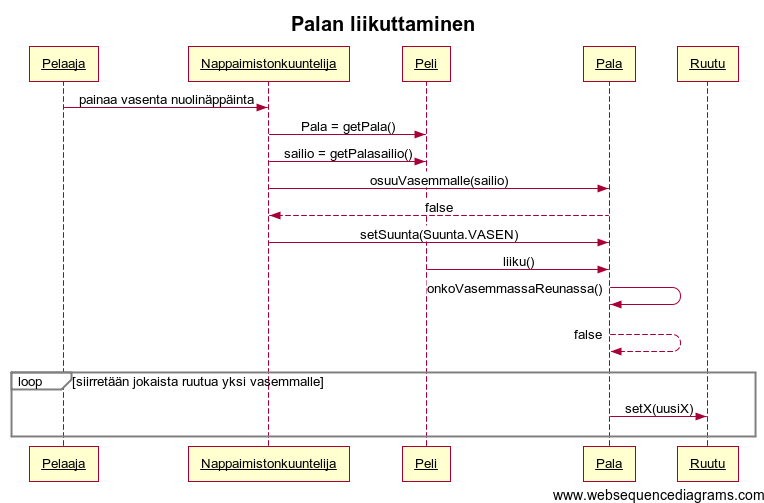 Palan liikuttaminen
Pelaaja Nappaimistonkuuntelija Peli Pala Ruutu
painaa vasenta nuolinäppäinta
Pala = getPala()
sailio = getPalasailio()
osuuVasemmalle(sailio)
false
setSuunta(Suunta.VASEN)
liiku()
onkoVasemmassaReunassa()
false
loop [siirretään jokaista ruutua yksi vasemmalle]
setX(uusiX)
Pelaaja Nappaimistonkuuntelija Peli Pala Ruutu
www.websequencediagrams.com